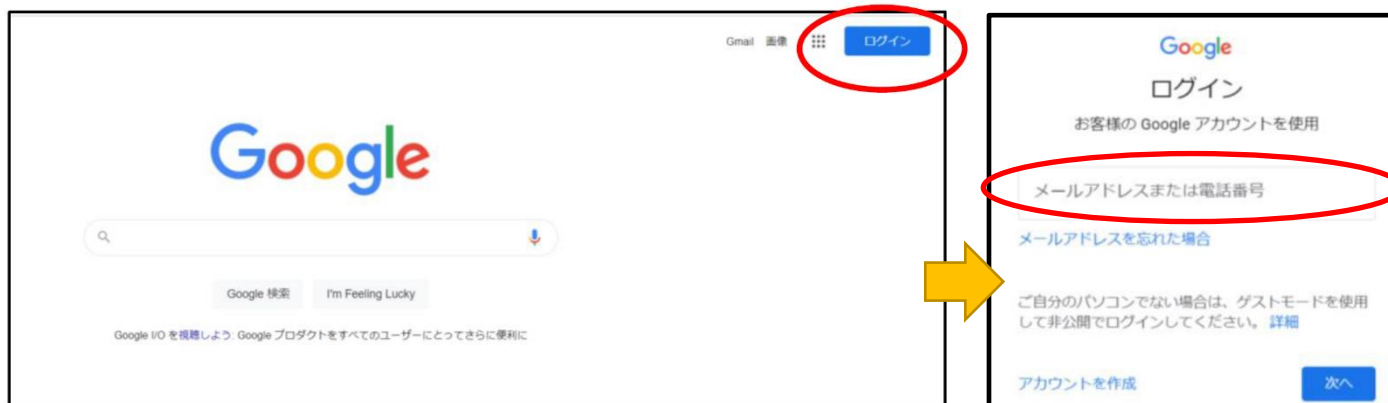 Gmail 画像 ログイン
Google
Google 検索 I'm Feeling Lucky
Google I/O を視聴しよう: Google プロダクトをすべてのユーザーにとってさらに便利に
Google
ログイン
お客様の Google アカウントを使用
メールアドレスまたは電話番号
メールアドレスを忘れた場合
ご自分のパソコンでない場合は、ゲストモードを使用
して非公開でログインしてください。 詳細
アカウントを作成 次へ